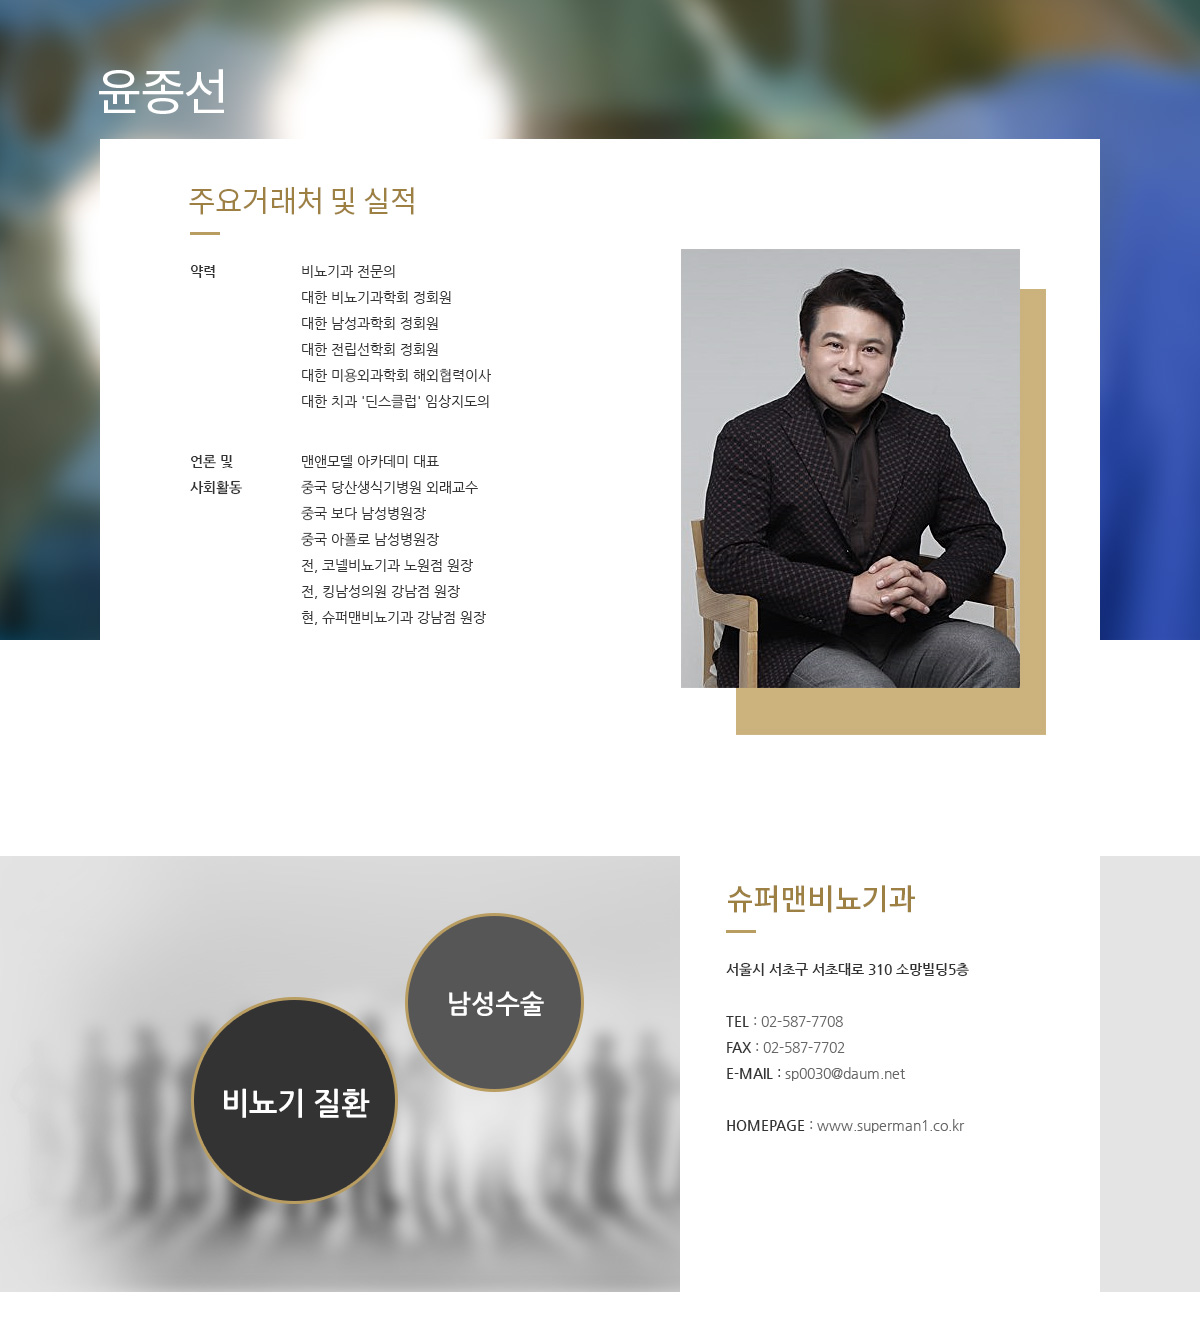 윤종선
주요거래처 및 실적
약력
비뇨기과 전문의
대한 비뇨기과학회 정회원
대한 남성과학회 정회원
대한 전립선학회 정회원
대한 미용외과학회 해외협력이사
대한 치과 '딘스클럽' 임상지도의
언론 및
사회활동
맨앤모델 아카데미 대표
중국 당산생식기병원 외래교수
중국 보다 남성병원장
중국 아폴로 남성병원장
전, 코넬비뇨기과 노원점 원장
전, 킹남성의원 강남점 원장
현, 슈퍼맨비뇨기과 강남점 원장
남성수술
비뇨기 질환
슈퍼맨비뇨기과
서울시 서초구 서초대로 310 소망빌딩5층
TEL : 02-587-7708
FAX : 02-587-7702
E-MAIL : sp0030@daum.net
HOMEPAGE : www.superman1.co.kr